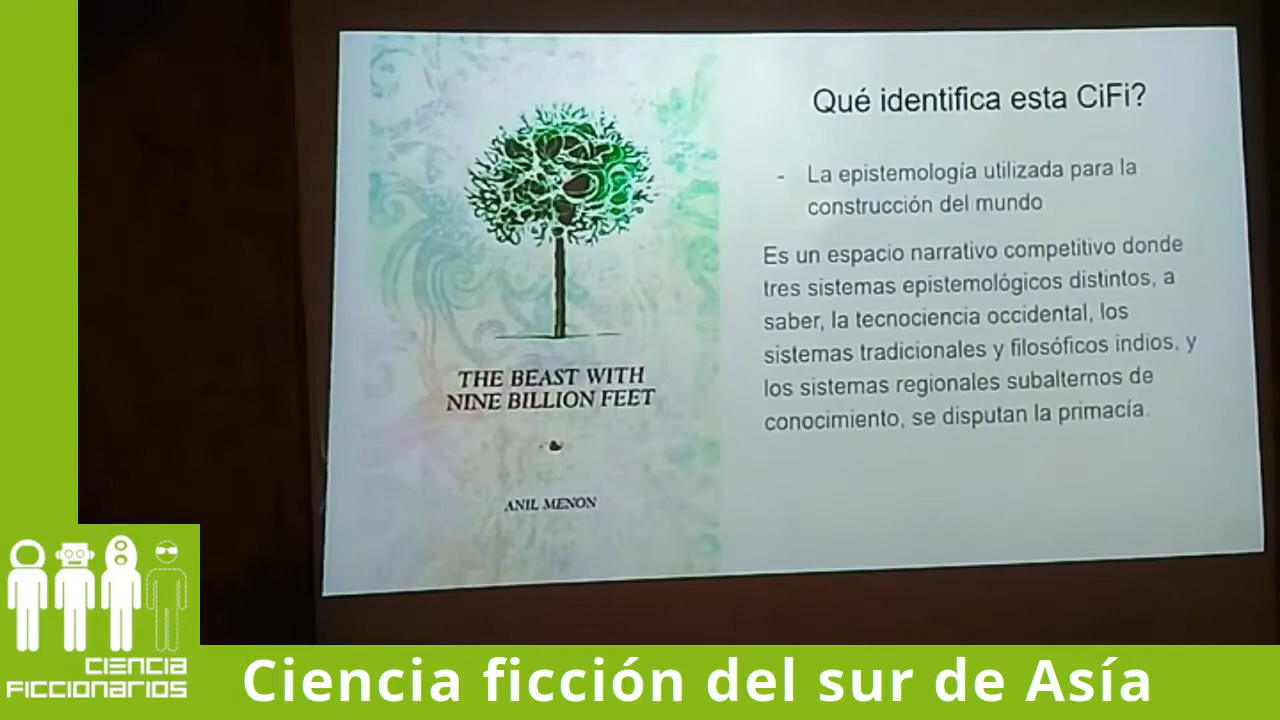 Qué identifica esta CiFi?
- La epistemología utilizada para la
construcción del mundo
Es un espacio narrativo competitivo donde
tres sistemas epistemológicos distintos, a
saber, la tecnociencia occidental, los
sistemas tradicionales y filosóficos indios, y
los sistemas regionales subalternos de
conocimiento, se disputan la primacía.
THE BEAST WITH
NINE BILLION FEET
ANIL MENON
CIENCIA
FICCIONARIOS
Ciencia ficción del sur de Asía